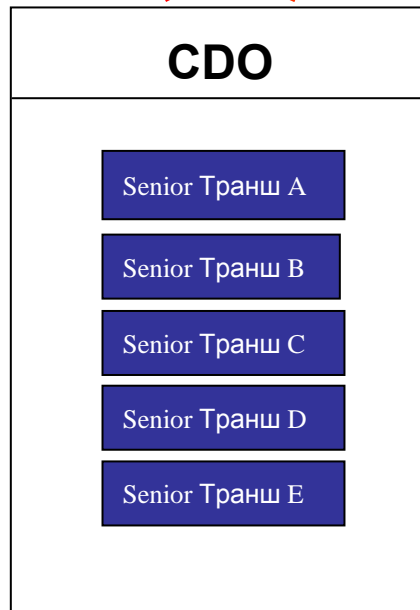 CDO
Senior Транш A
Senior Транш B
Senior Транш C
Senior Транш D
Senior Транш E